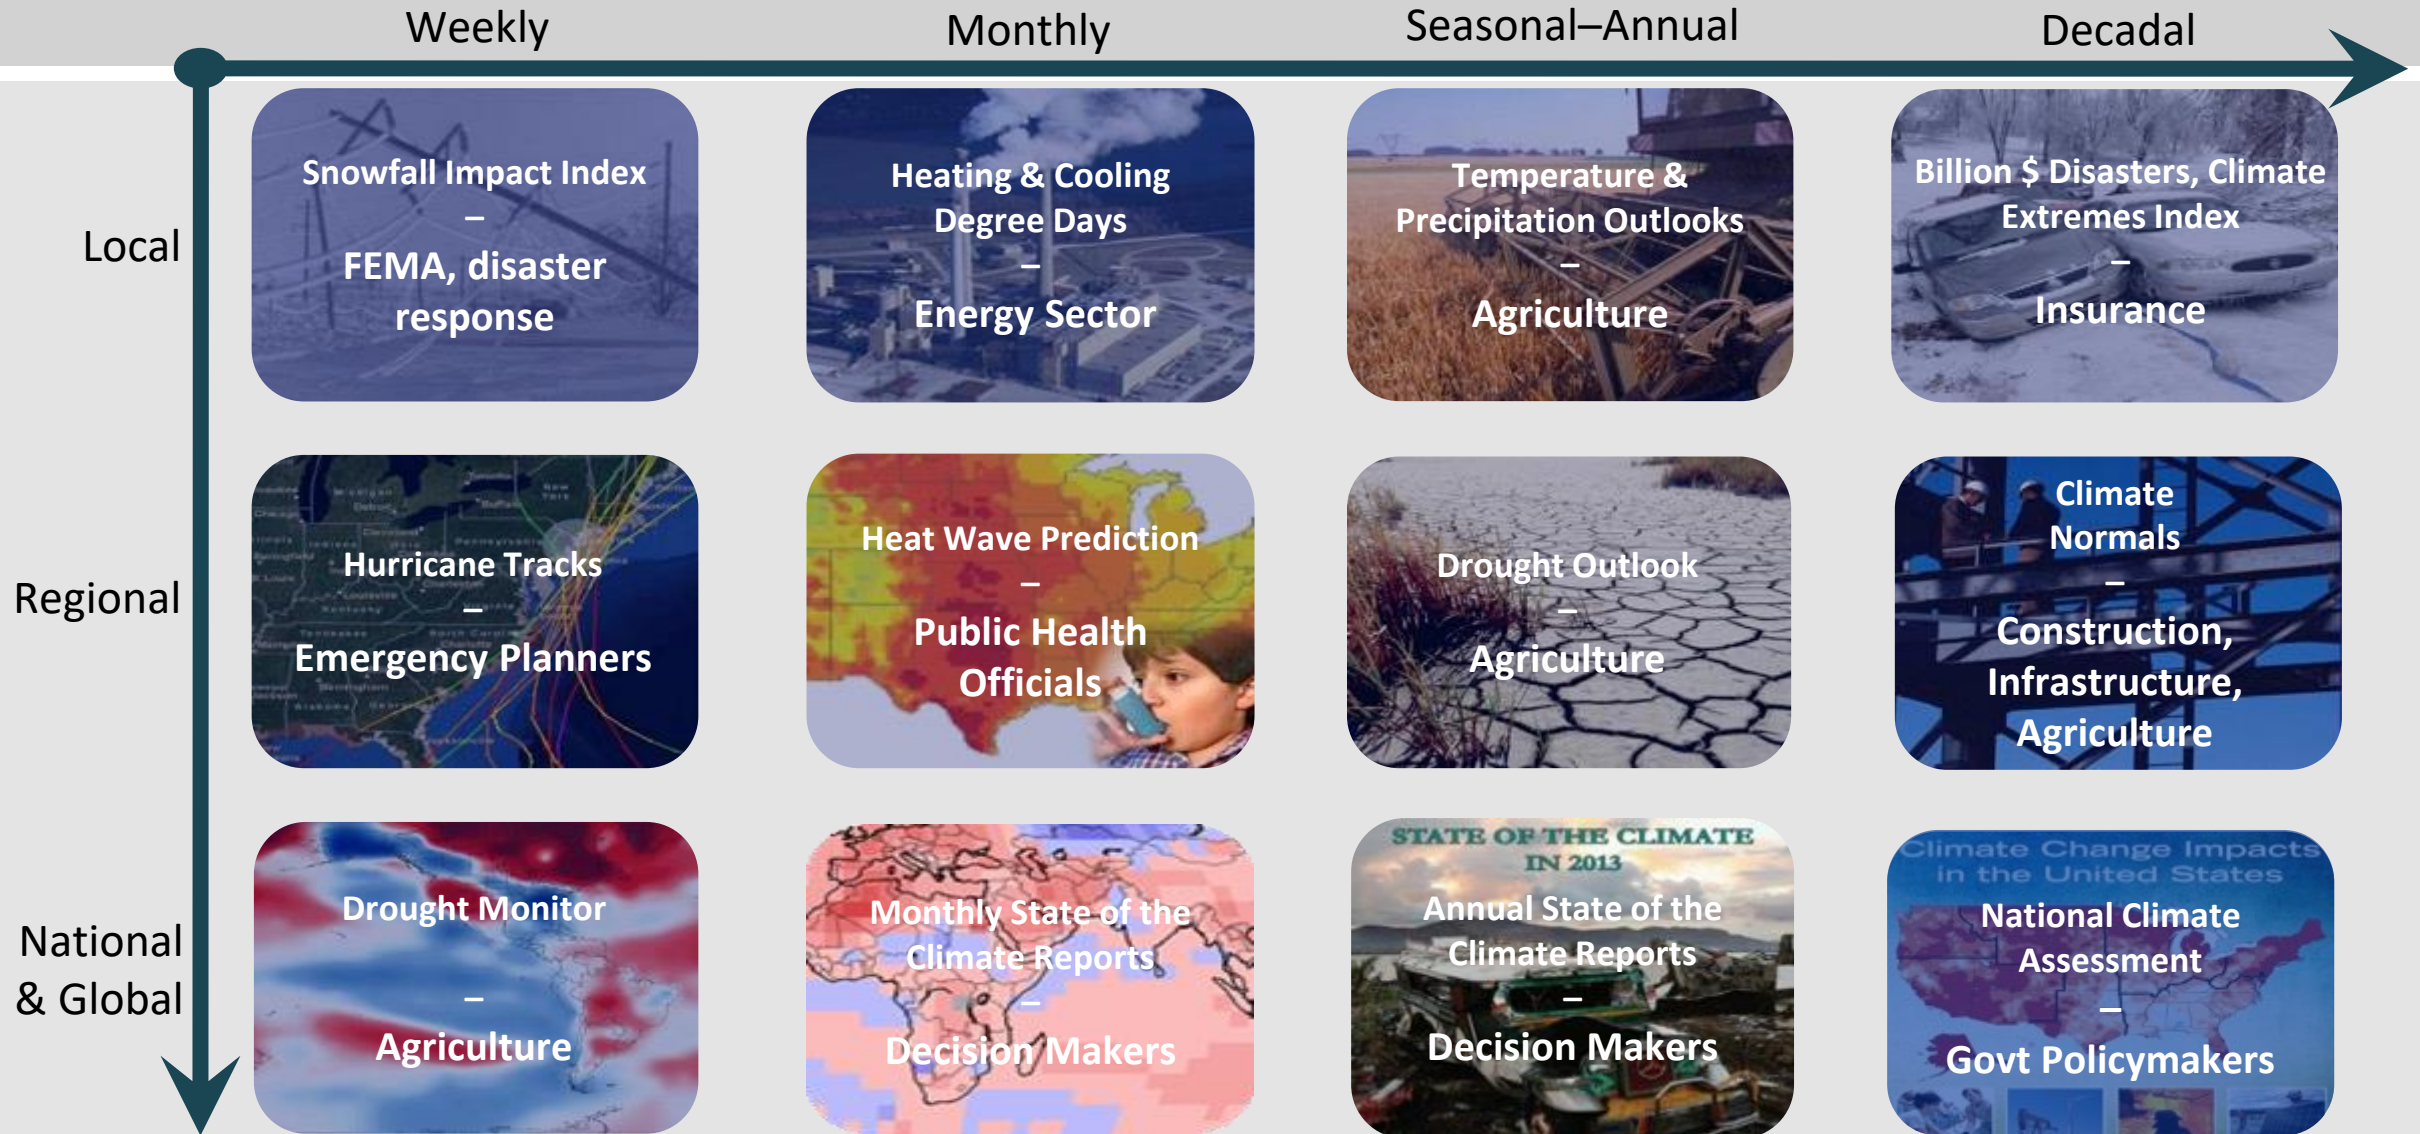 Weekly
Monthly
Seasonal–Annual
Decadal
Local
Snowfall Impact Index
–
FEMA, disaster
response
Heating & Cooling
Degree Days
–
Energy Sector
Temperature &
Precipitation Outlooks
–
Agriculture
Billion $ Disasters, Climate
Extremes Index
–
Insurance
Regional
Hurricane Tracks
–
Emergency Planners
Heat Wave Prediction
–
Public Health
Officials
Drought Outlook
–
Agriculture
Climate
Normals
–
Construction,
Infrastructure,
Agriculture
National
& Global
Drought Monitor
–
Agriculture
Monthly State of the
Climate Reports
–
Decision Makers
STATE OF THE CLIMATE
IN 2013
Annual State of the
Climate Reports
–
Decision Makers
Climate Change Impacts
in the United States
National Climate
Assessment
–
Govt Policymakers